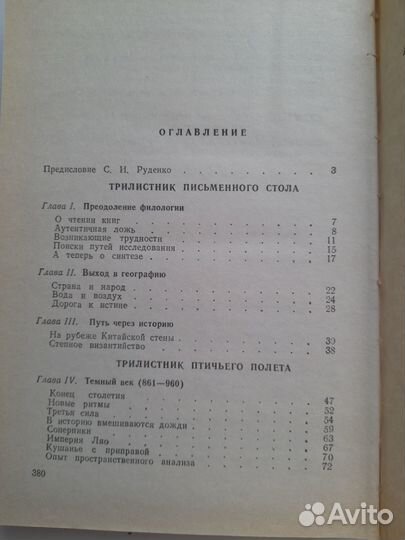 ОГЛАВЛЕНИЕ
Предисловие С. И. Руденко . . . . . . . . . 3
ТРИЛИСТНИК ПИСЬМЕННОГО СТОЛА
Глава I. Преодоление филологии
О чтении книг . . . . . . . . . 7
Аутентичная ложь . . . . . . . . . 8
Возникающие трудности . . . . . . . . . 11
Поиски путей исследования . . . . . . . . . 15
А теперь о синтезе . . . . . . . . . 17
Глава II. Выход в географию
Страна и народ . . . . . . . . . 22
Вода и воздух . . . . . . . . . 24
Дорога к истине . . . . . . . . . 28
Глава III. Путь через историю
На рубеже Китайской стены . . . . . . . . . 30
Степное византийство . . . . . . . . . 38
ТРИЛИСТНИК ПТИЧЬЕГО ПОЛЕТА
Глава IV. Темный век (861—960)
Конец столетия . . . . . . . . . 47
Новые ритмы . . . . . . . . . 52
Третья сила . . . . . . . . . 54
В историю вмешиваются дожди . . . . . . . . . 59
Соперники . . . . . . . . . 63
Империя Ляо . . . . . . . . . 67
Кушанье с приправой . . . . . . . . . 70
Опыт пространственного анализа . . . . . . . . . 72
380
Avito